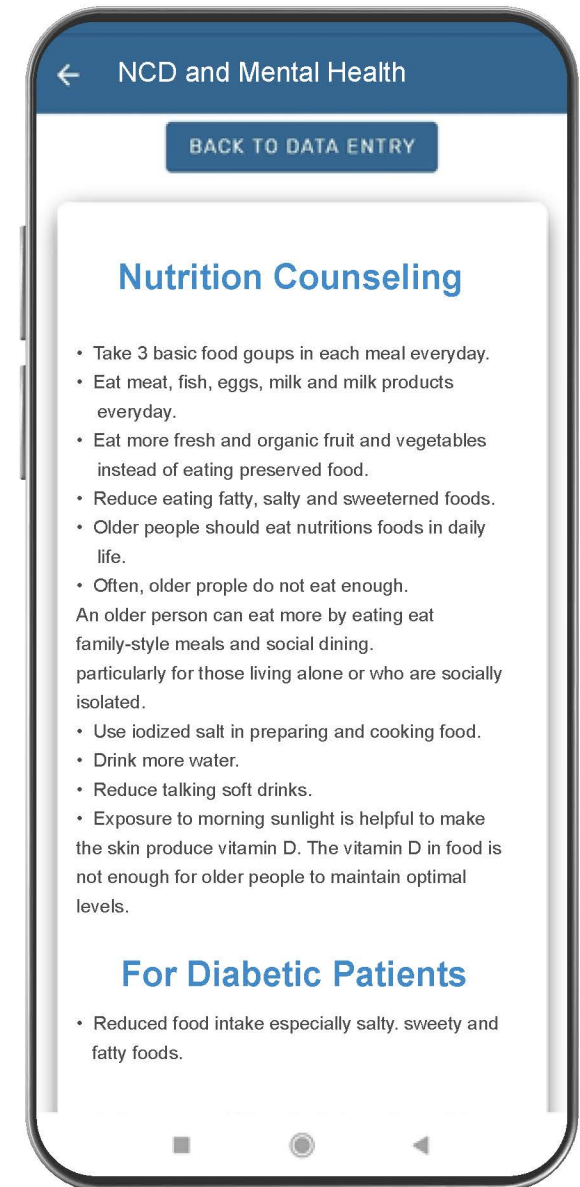 NCD and Mental Health
BACK TO DATA ENTRY
Nutrition Counseling
• Take 3 basic food goups in each meal everyday.
• Eat meat, fish, eggs, milk and milk products
everyday.
• Eat more fresh and organic fruit and vegetables
instead of eating preserved food.
• Reduce eating fatty, salty and sweeterned foods.
• Older people should eat nutritions foods in daily
life.
• Often, older prople do not eat enough.
An older person can eat more by eating eat
family-style meals and social dining.
particularly for those living alone or who are socially
isolated.
• Use iodized salt in preparing and cooking food.
• Drink more water.
• Reduce talking soft drinks.
• Exposure to morning sunlight is helpful to make
the skin produce vitamin D. The vitamin D in food is
not enough for older people to maintain optimal
levels.
For Diabetic Patients
• Reduced food intake especially salty. sweety and
fatty foods.